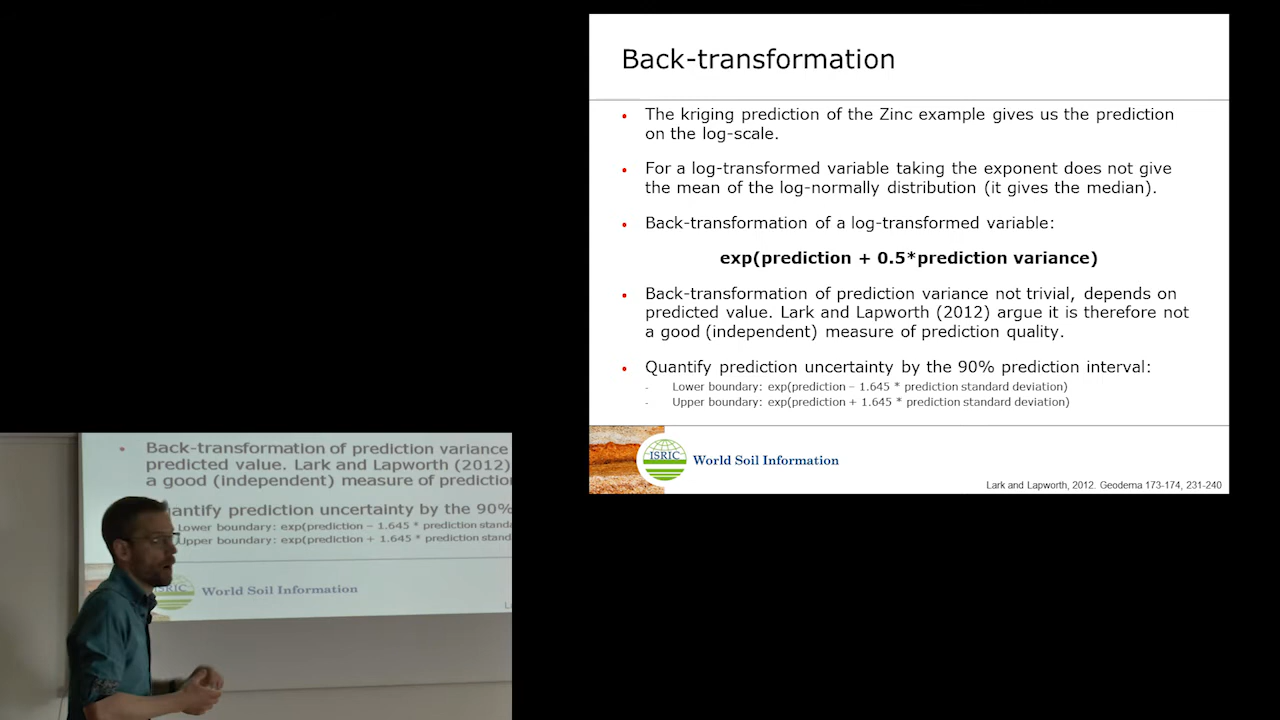 Back-transformation
• The kriging prediction of the Zinc example gives us the prediction
on the log-scale.
• For a log-transformed variable taking the exponent does not give
the mean of the log-normally distribution (it gives the median).
• Back-transformation of a log-transformed variable:
exp(prediction + 0.5*prediction variance)
• Back-transformation of prediction variance not trivial, depends on
predicted value. Lark and Lapworth (2012) argue it is therefore not
a good (independent) measure of prediction quality.
• Quantify prediction uncertainty by the 90% prediction interval:
- Lower boundary: exp(prediction – 1.645 * prediction standard deviation)
- Upper boundary: exp(prediction + 1.645 * prediction standard deviation)
ISRIC World Soil Information
Lark and Lapworth, 2012. Geoderma 173-174, 231-240
• Back-transformation of prediction variance
predicted value. Lark and Lapworth (2012)
a good (independent) measure of prediction
antify prediction uncertainty by the 90%
Lower boundary: exp(prediction – 1.645 * prediction standa
Upper boundary: exp(prediction + 1.645 * prediction stand
SRIC World Soil Information